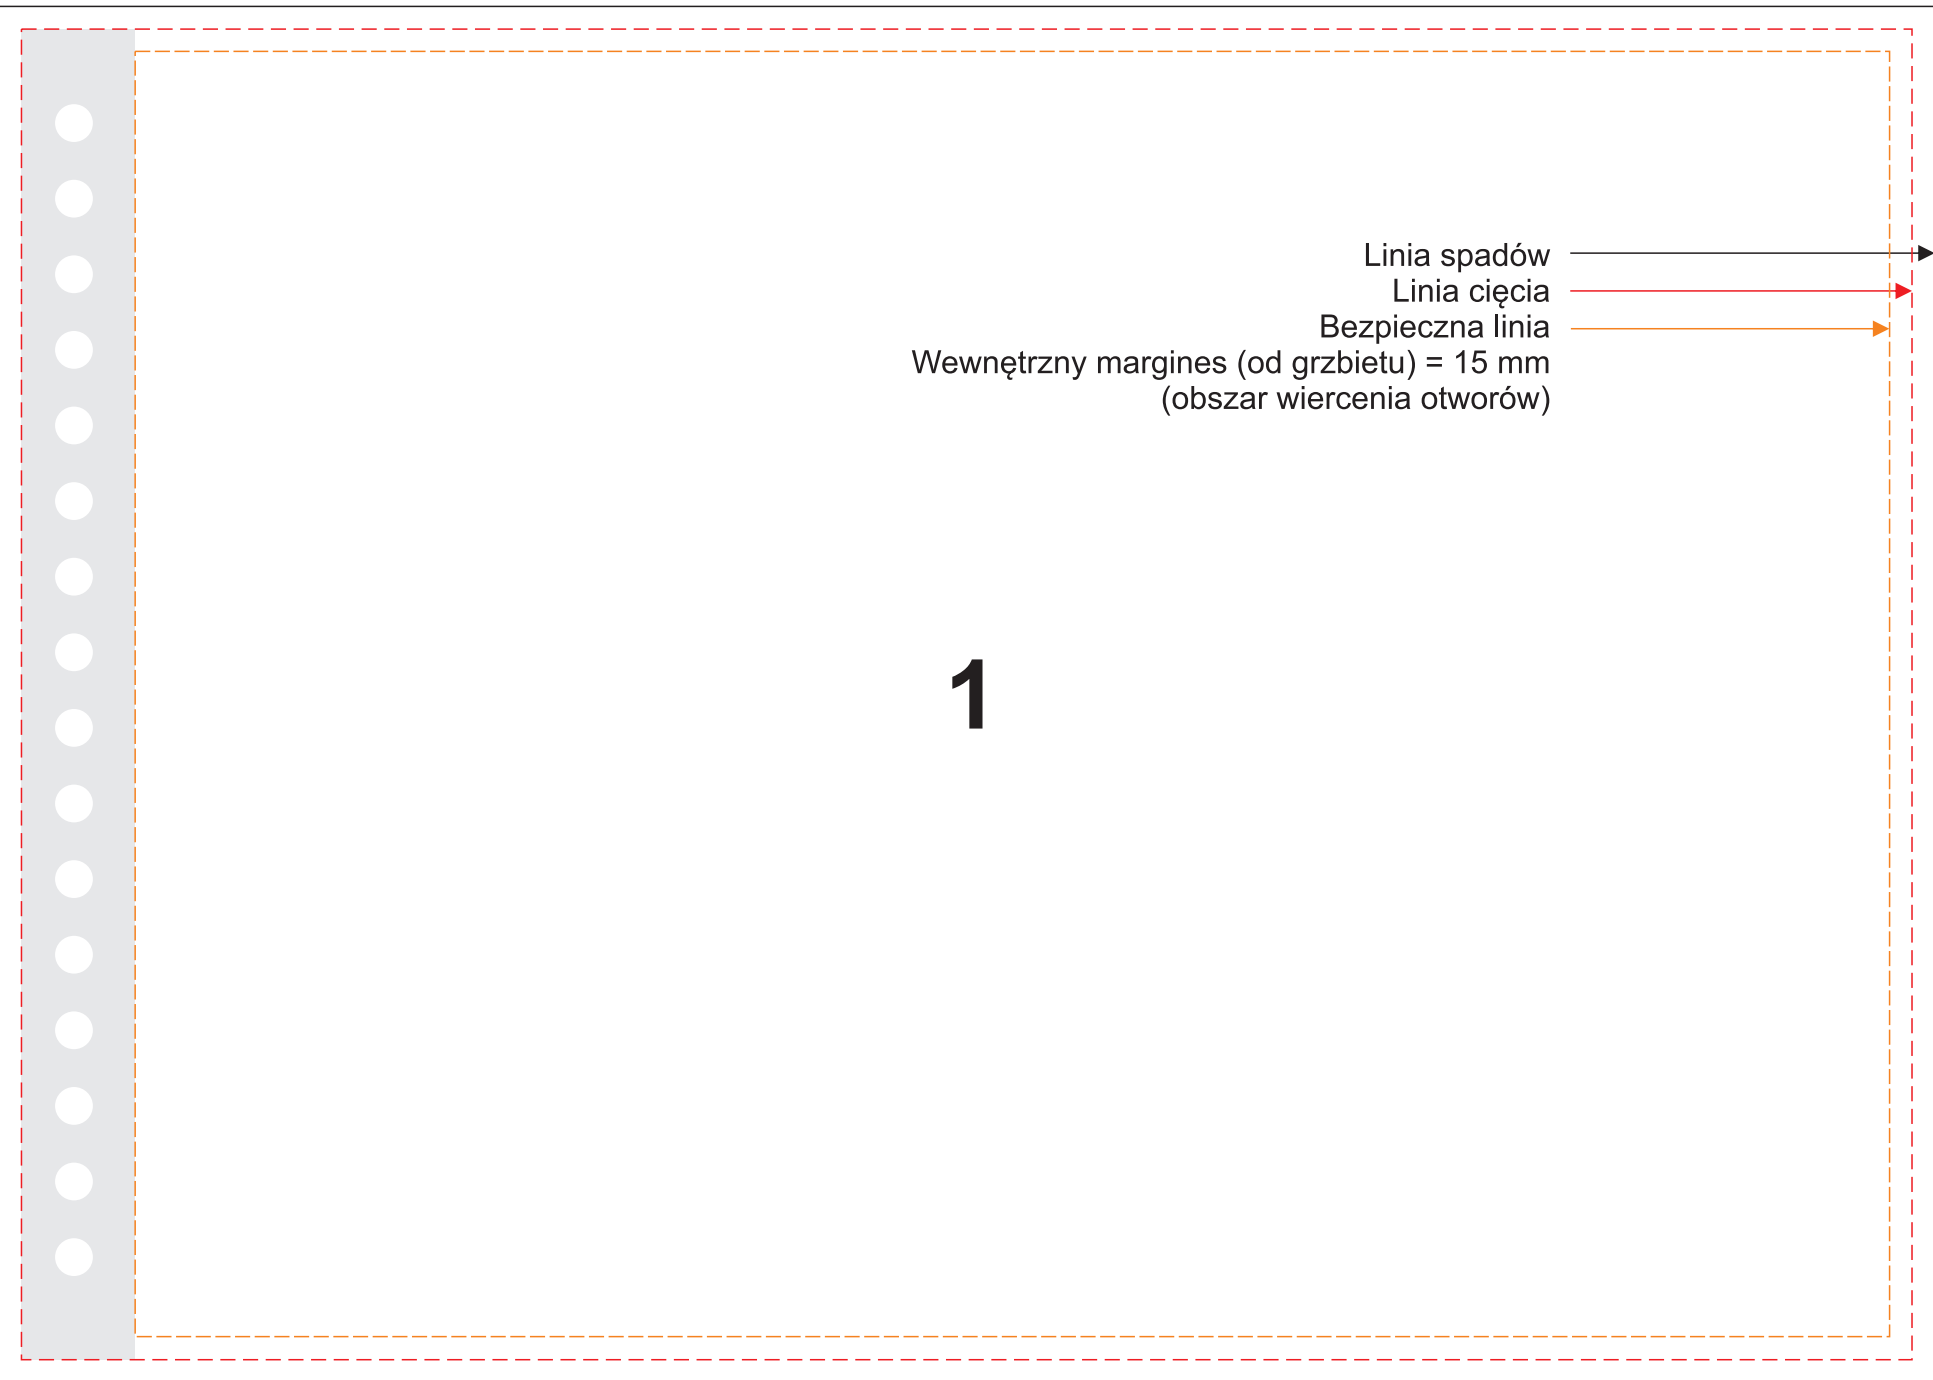 Linia spadów
Linia cięcia
Bezpieczna linia
Wewnętrzny margines (od grzbietu) = 15 mm
(obszar wiercenia otworów)
1